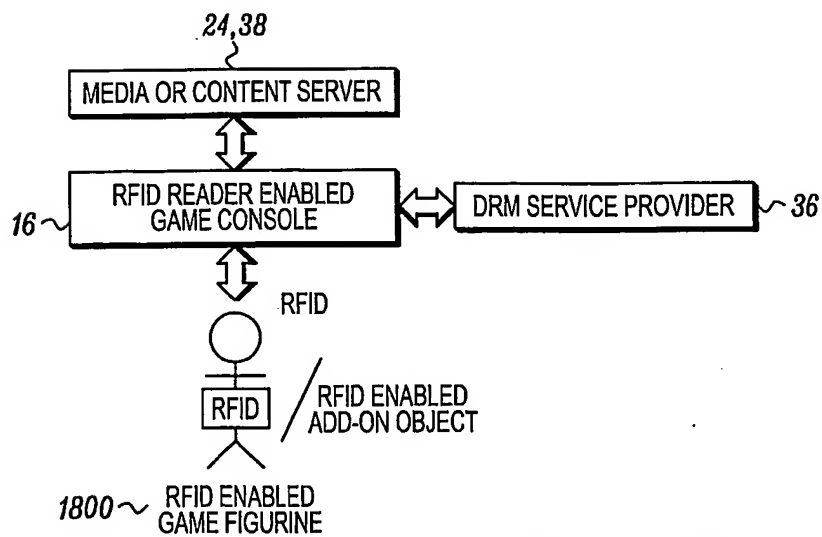 24,38
MEDIA OR CONTENT SERVER
RFID READER ENABLED
GAME CONSOLE
16
DRM SERVICE PROVIDER
36
RFID
RFID
RFID ENABLED
ADD-ON OBJECT
1800
RFID ENABLED
GAME FIGURINE